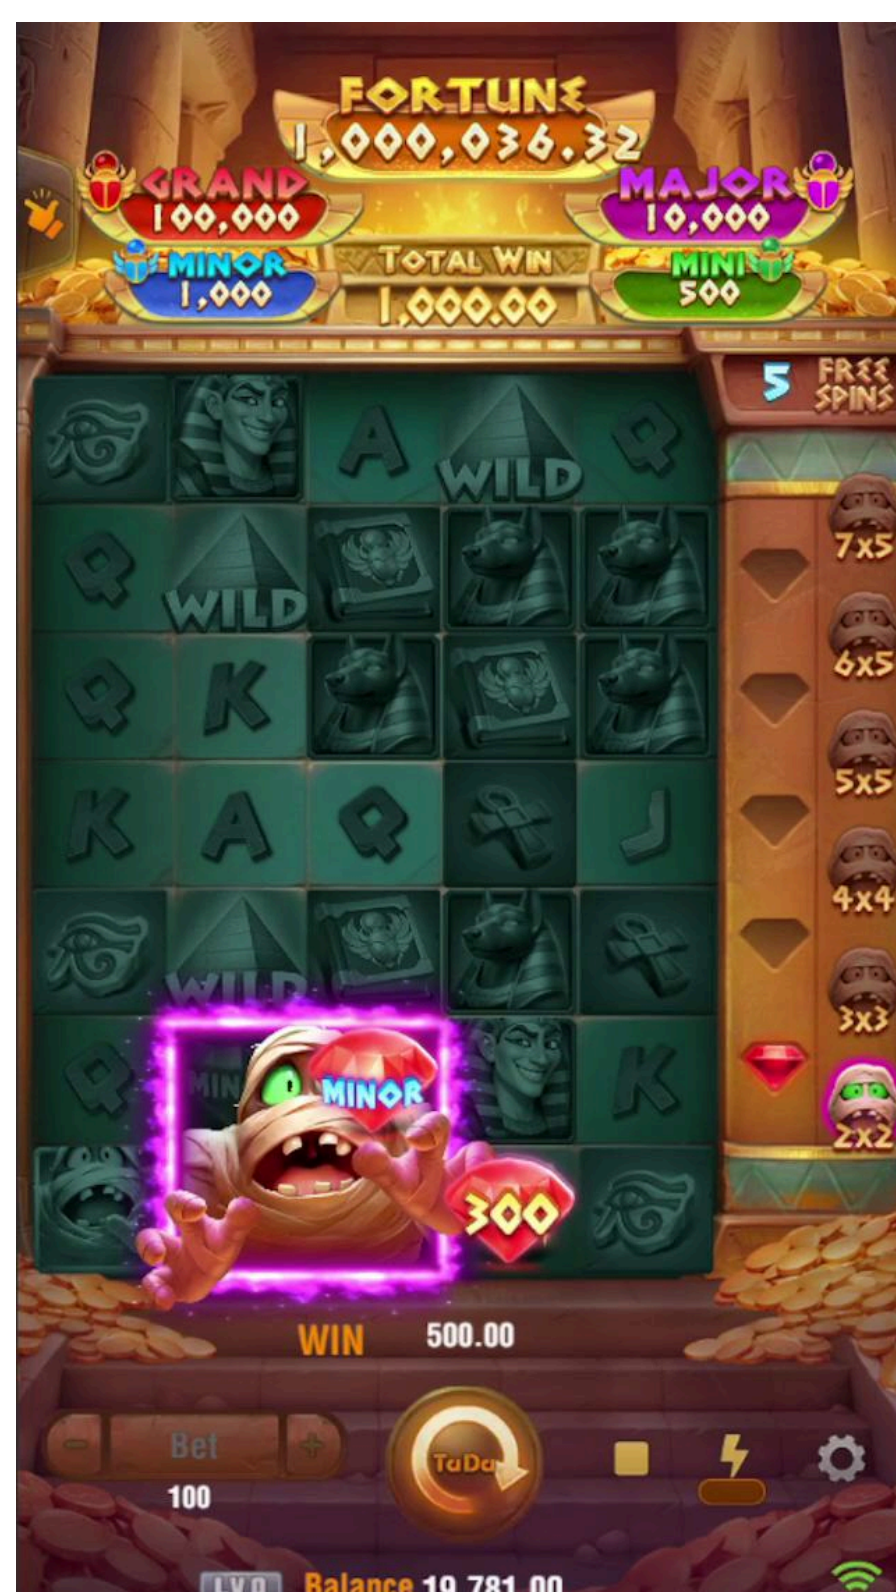 FORTUNE
1,000,036.32
GRAND
100,000
MAJOR
10,000
MINOR
1,000
TOTAL WIN
1,000.00
MINI
500
5 FREE
SPINS
A WILD Q
Q WILD
7x5
Q K
6x5
K A Q J
5x5
4x4
WILD
3x3
Q MINOR K
2x2
300
WIN 500.00
- Bet +
100
TaDa
LV0 Balance 19,781.00